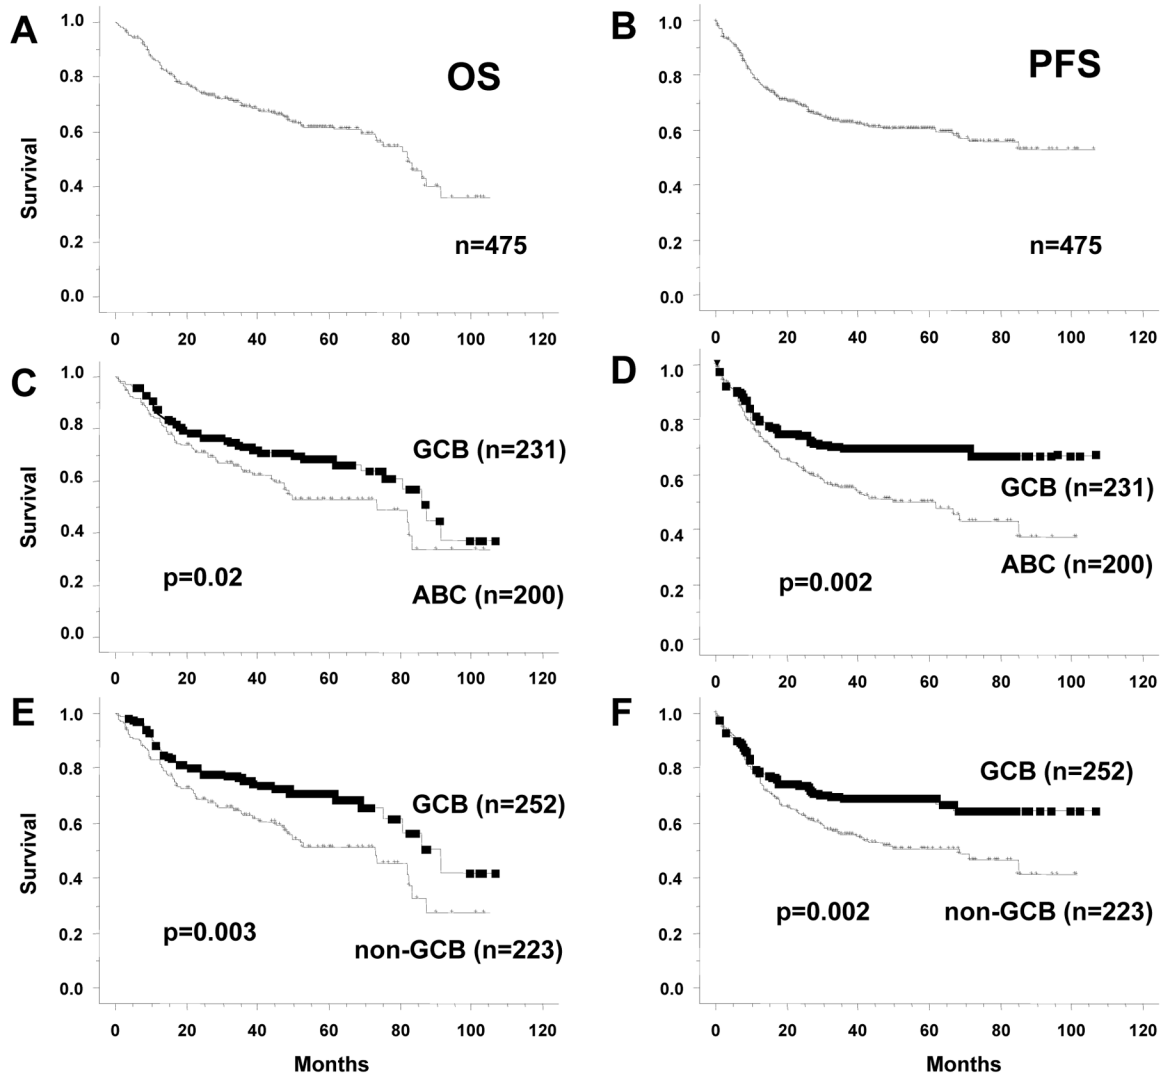 A
OS
n=475
Survival
1.0
0.8
0.6
0.4
0.2
0.0
0 20 40 60 80 100 120
B
PFS
n=475
Survival
1.0
0.8
0.6
0.4
0.2
0.0
0 20 40 60 80 100 120
C
GCB (n=231)
p=0.02
ABC (n=200)
Survival
1.0
0.8
0.6
0.4
0.2
0.0
0 20 40 60 80 100 120
D
GCB (n=231)
ABC (n=200)
p=0.002
Survival
1.0
0.8
0.6
0.4
0.2
0.0
0 20 40 60 80 100 120
E
GCB (n=252)
p=0.003
non-GCB (n=223)
Survival
1.0
0.8
0.6
0.4
0.2
0.0
0 20 40 60 80 100 120
Months
F
GCB (n=252)
p=0.002
non-GCB (n=223)
Survival
1.0
0.8
0.6
0.4
0.2
0.0
0 20 40 60 80 100 120
Months